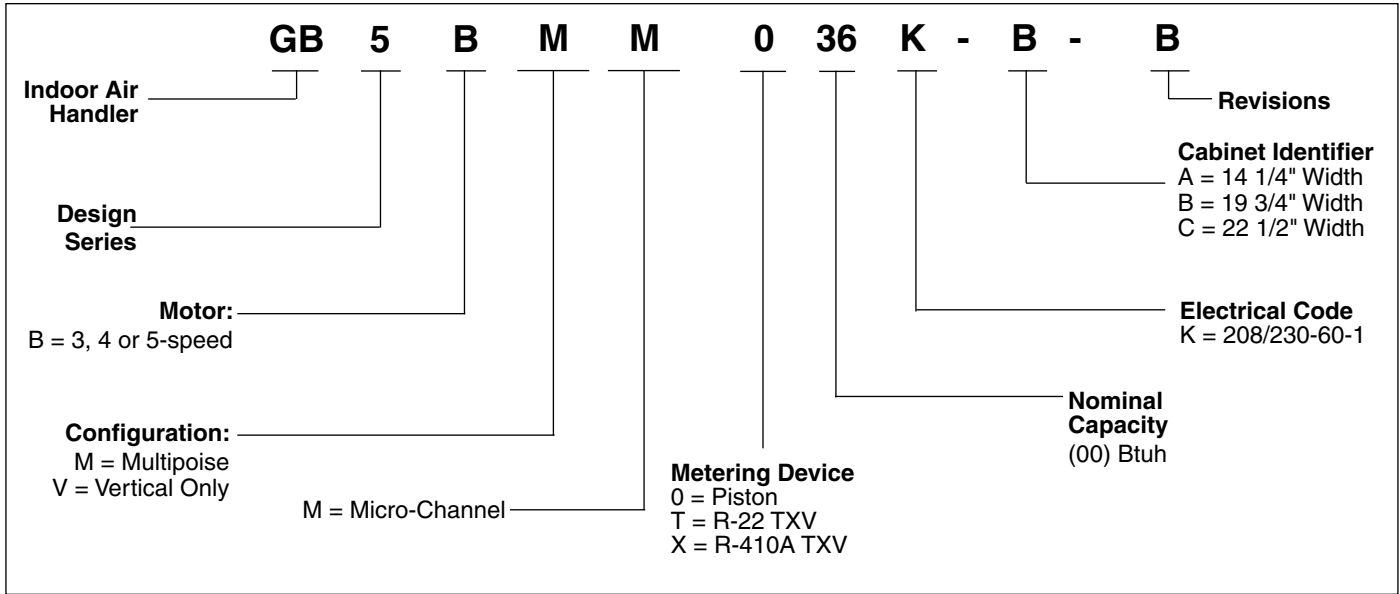 GB 5 B M M 0 36 K - B - B
Indoor Air
Handler
Revisions
Cabinet Identifier
A = 14 1/4" Width
B = 19 3/4" Width
C = 22 1/2" Width
Design
Series
Motor:
B = 3, 4 or 5-speed
Electrical Code
K = 208/230-60-1
Nominal
Capacity
(00) Btuh
Configuration:
M = Multipoise
V = Vertical Only
M = Micro-Channel
Metering Device
0 = Piston
T = R-22 TXV
X = R-410A TXV